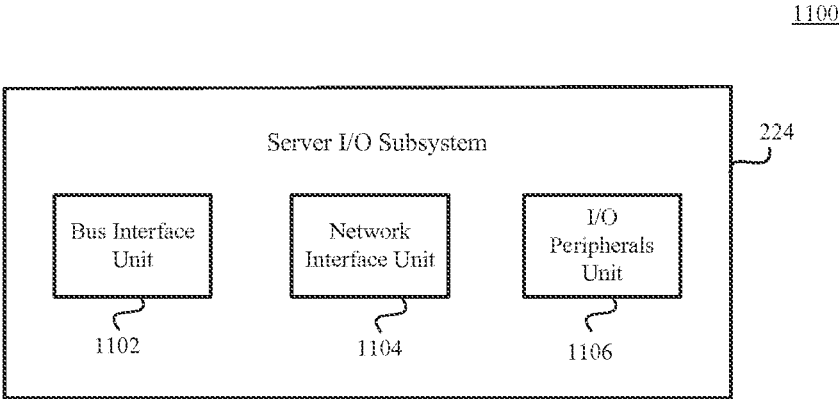 1100
Server I/O Subsystem
224
Bus Interface
Unit
Network
Interface Unit
I/O
Peripherals
Unit
1102
1104
1106